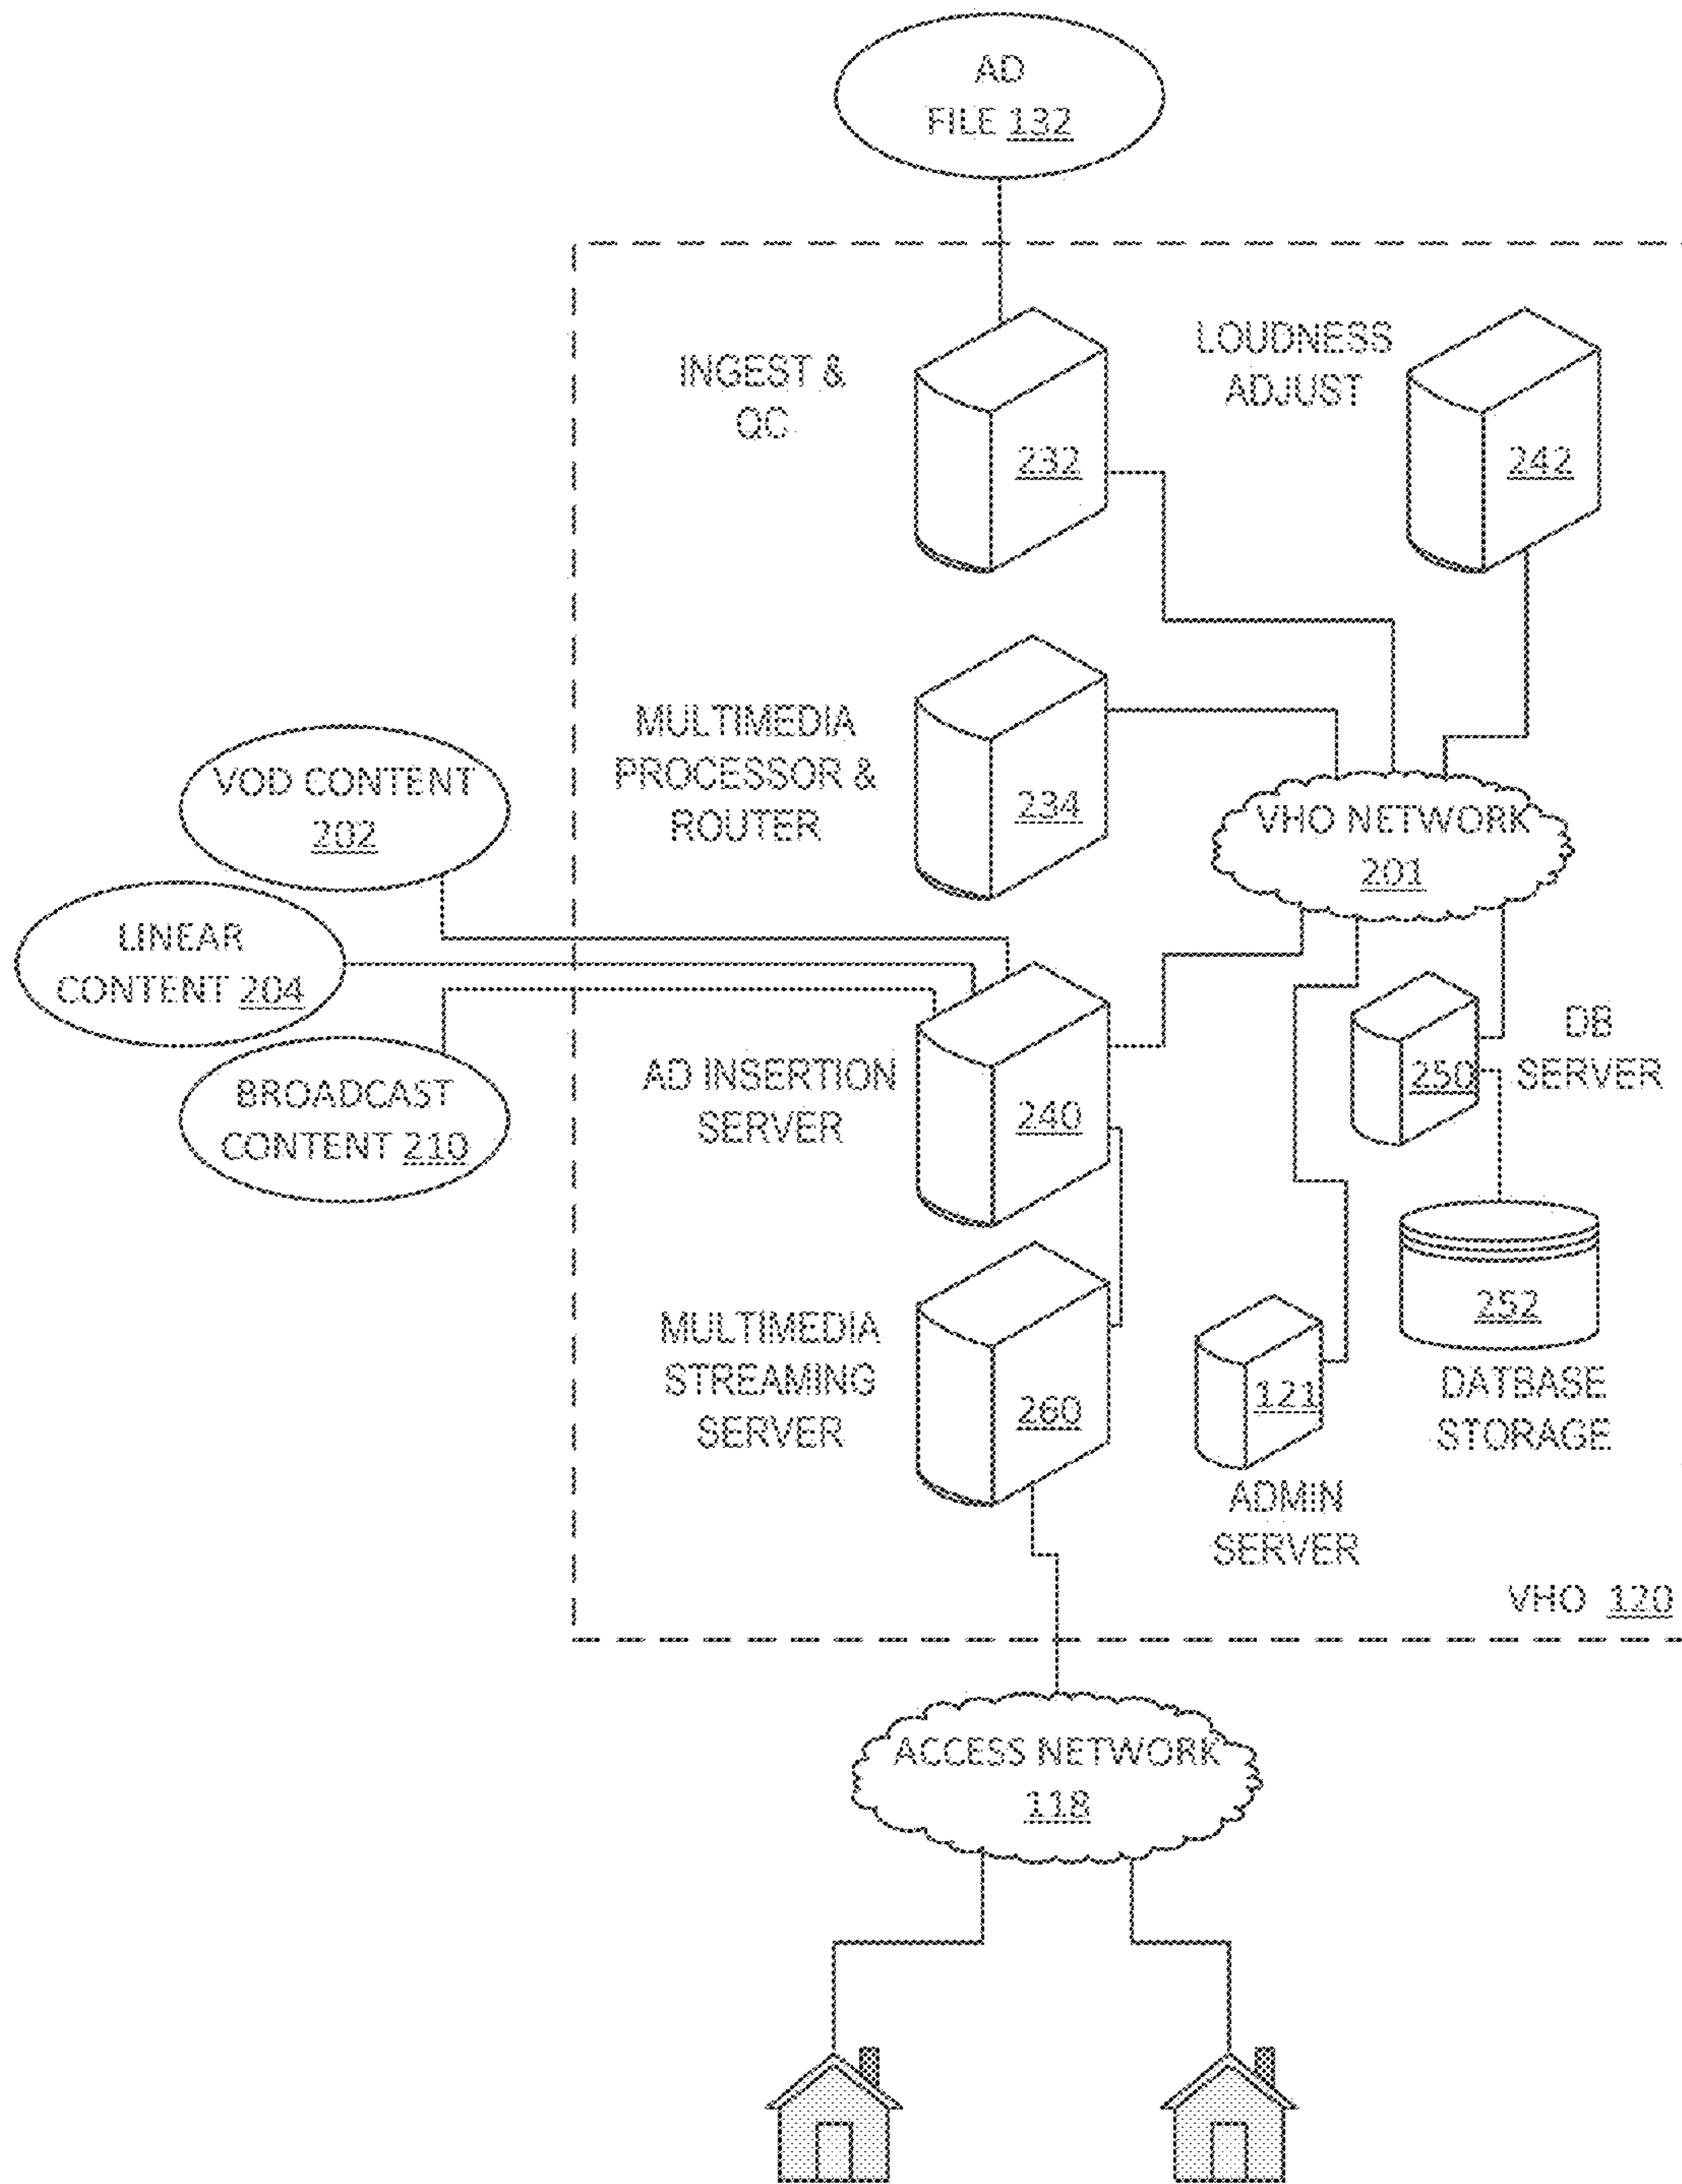 AD
FILE 132
INGEST &
QC
232
LOUDNESS
ADJUST
242
MULTIMEDIA
PROCESSOR &
ROUTER
234
VHO NETWORK
201
VOD CONTENT
202
LINEAR
CONTENT 204
BROADCAST
CONTENT 210
AD INSERTION
SERVER
240
250
DB
SERVER
252
DATBASE
STORAGE
MULTIMEDIA
STREAMING
SERVER
260
121
ADMIN
SERVER
VHO 120
ACCESS NETWORK
118